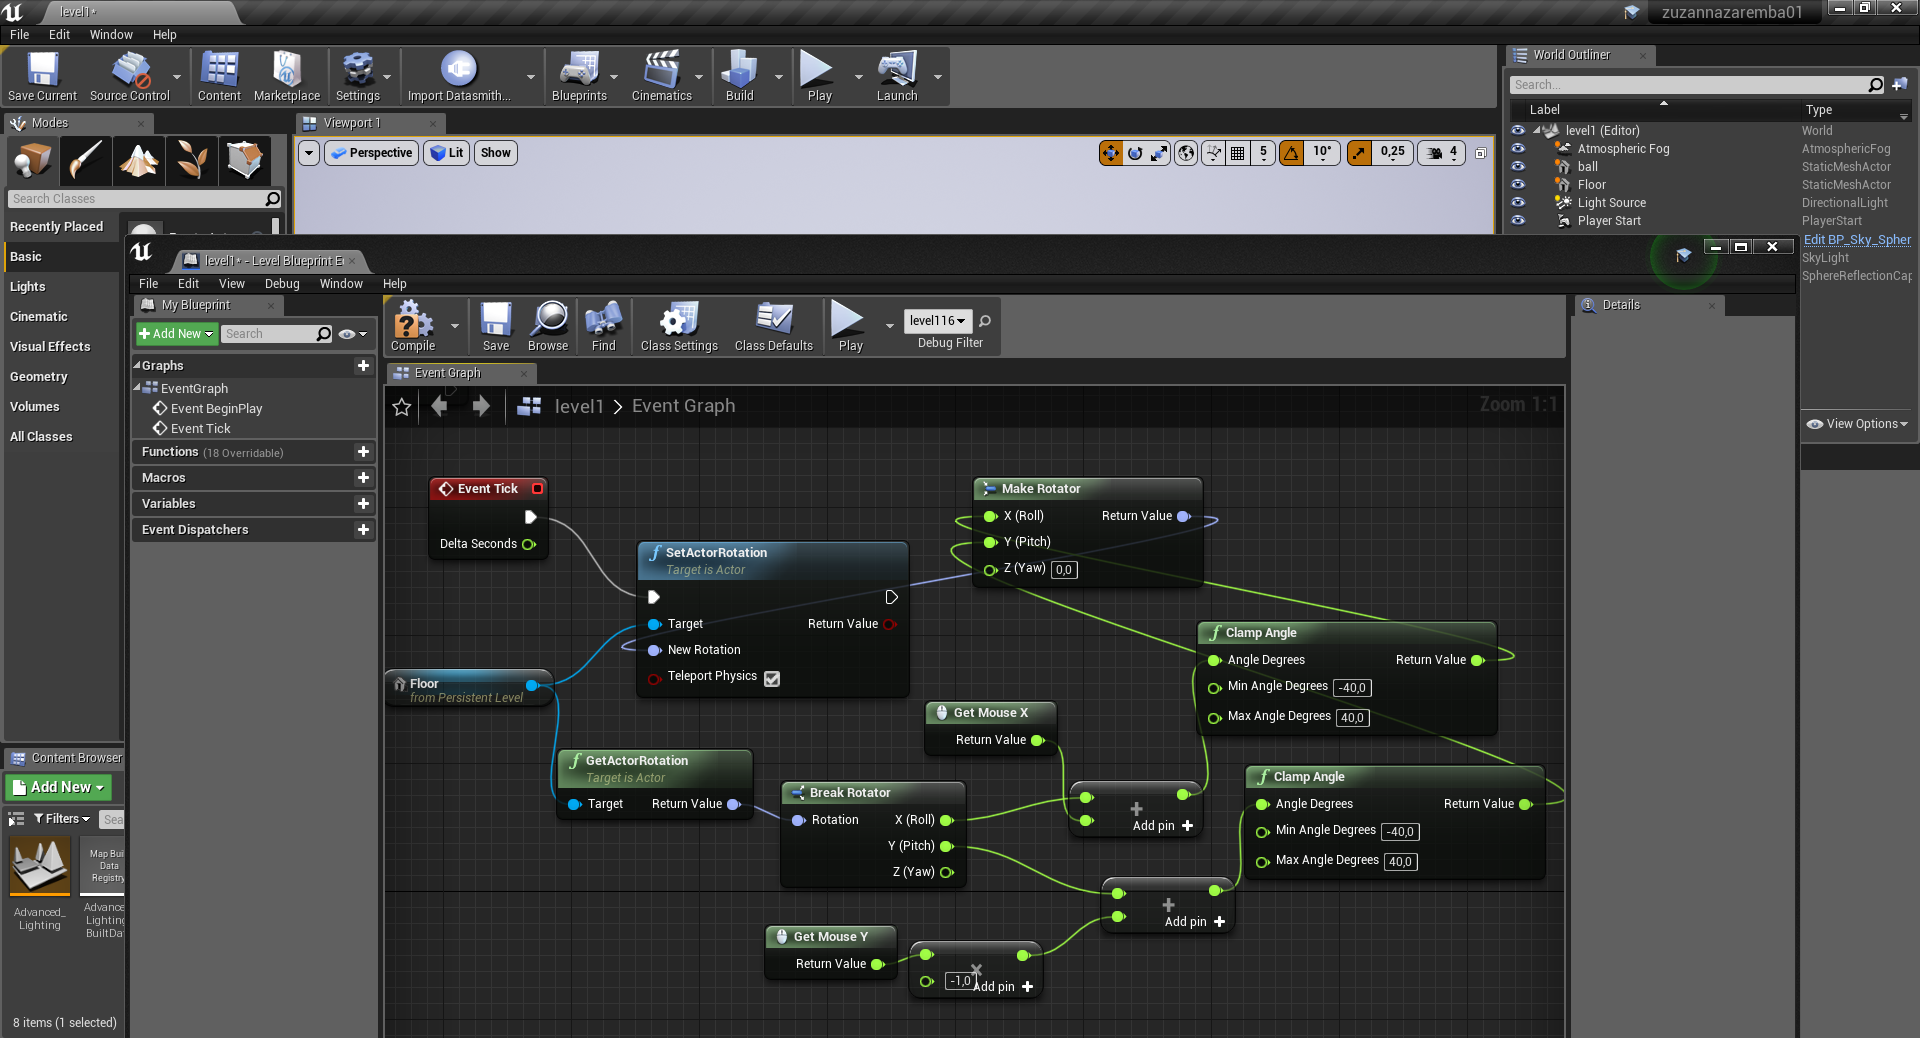 level1*
zuzannazaremba01
File Edit Window Help
Save Current Source Control Content Marketplace Settings Import Datasmith... Blueprints Cinematics Build Play Launch
World Outliner
Search...
Label Type
level1 (Editor) World
Atmospheric Fog AtmosphericFog
ball StaticMeshActor
Floor StaticMeshActor
Light Source DirectionalLight
Player Start PlayerStart
Edit BP_Sky_Spher
SkyLight
SphereReflectionCap
View Options
Modes
Viewport 1
Perspective Lit Show
5 10° 0,25 4
Search Classes
Recently Placed
Basic
Lights
Cinematic
Visual Effects
Geometry
Volumes
All Classes
Content Browser
Add New
Filters Sea
Advanced_
Lighting
Map Buil
Data
Registry
Advance
Lighting
BuiltDat
8 items (1 selected)
level1* - Level Blueprint E
File Edit View Debug Window Help
My Blueprint
Add New Search
Graphs
EventGraph
Event BeginPlay
Event Tick
Functions (18 Overridable)
Macros
Variables
Event Dispatchers
Compile Save Browse Find Class Settings Class Defaults Play
level116
Debug Filter
Details
Event Graph
level1 > Event Graph
Zoom 1:1
Event Tick
Delta Seconds
SetActorRotation
Target is Actor
Target Return Value
New Rotation
Teleport Physics
Make Rotator
X (Roll) Return Value
Y (Pitch)
Z (Yaw) 0,0
Floor
from Persistent Level
GetActorRotation
Target is Actor
Target Return Value
Break Rotator
Rotation X (Roll)
Y (Pitch)
Z (Yaw)
Get Mouse X
Return Value
Add pin +
Clamp Angle
Angle Degrees Return Value
Min Angle Degrees -40,0
Max Angle Degrees 40,0
Clamp Angle
Angle Degrees Return Value
Min Angle Degrees -40,0
Max Angle Degrees 40,0
Add pin +
Get Mouse Y
Return Value
-1,0 Add pin +